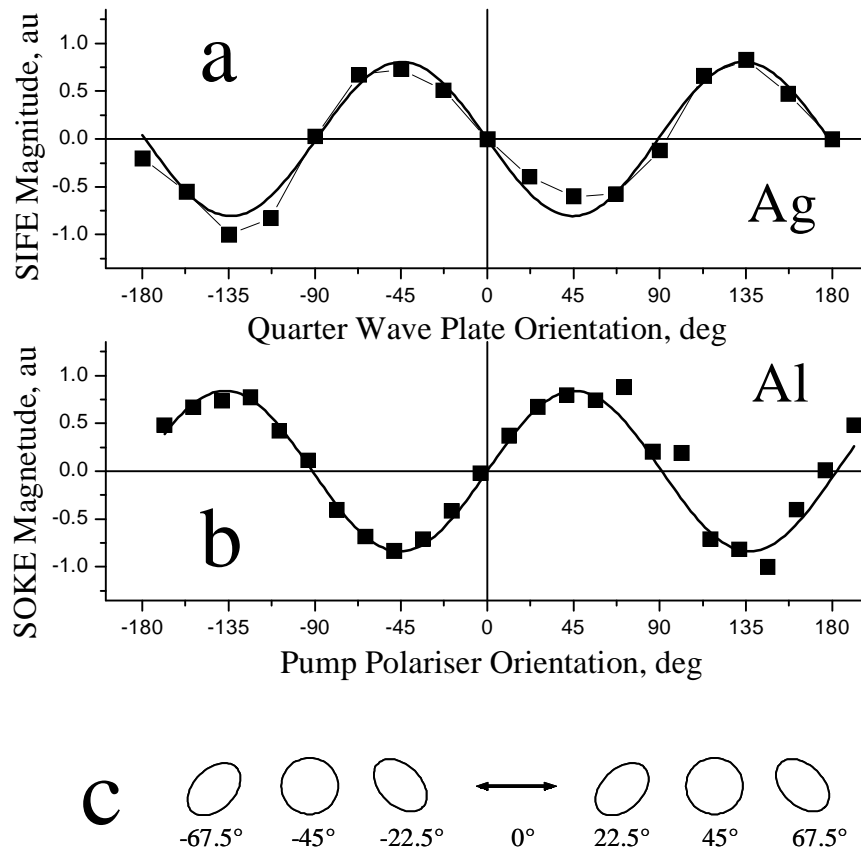 a
SIFE Magnitude, au
1.0
0.5
0.0
-0.5
-1.0
Ag
-180 -135 -90 -45 0 45 90 135 180
Quarter Wave Plate Orientation, deg
SOKE Magnetude, au
1.0
0.5
0.0
-0.5
-1.0
Al
b
-180 -135 -90 -45 0 45 90 135 180
Pump Polariser Orientation, deg
c
-67.5° -45° -22.5° 0° 22.5° 45° 67.5°